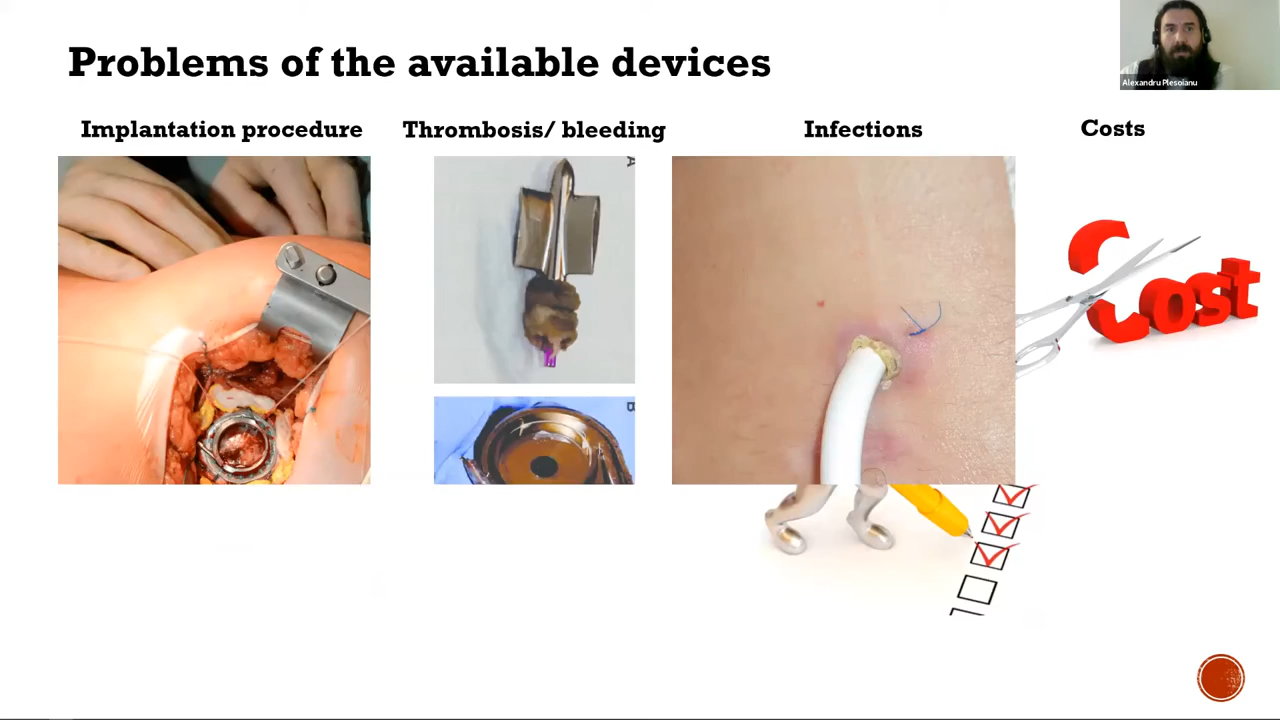 Problems of the available devices
Alexandru Plesoianu
Implantation procedure
Thrombosis/ bleeding
Infections
Costs
A
B
Cost